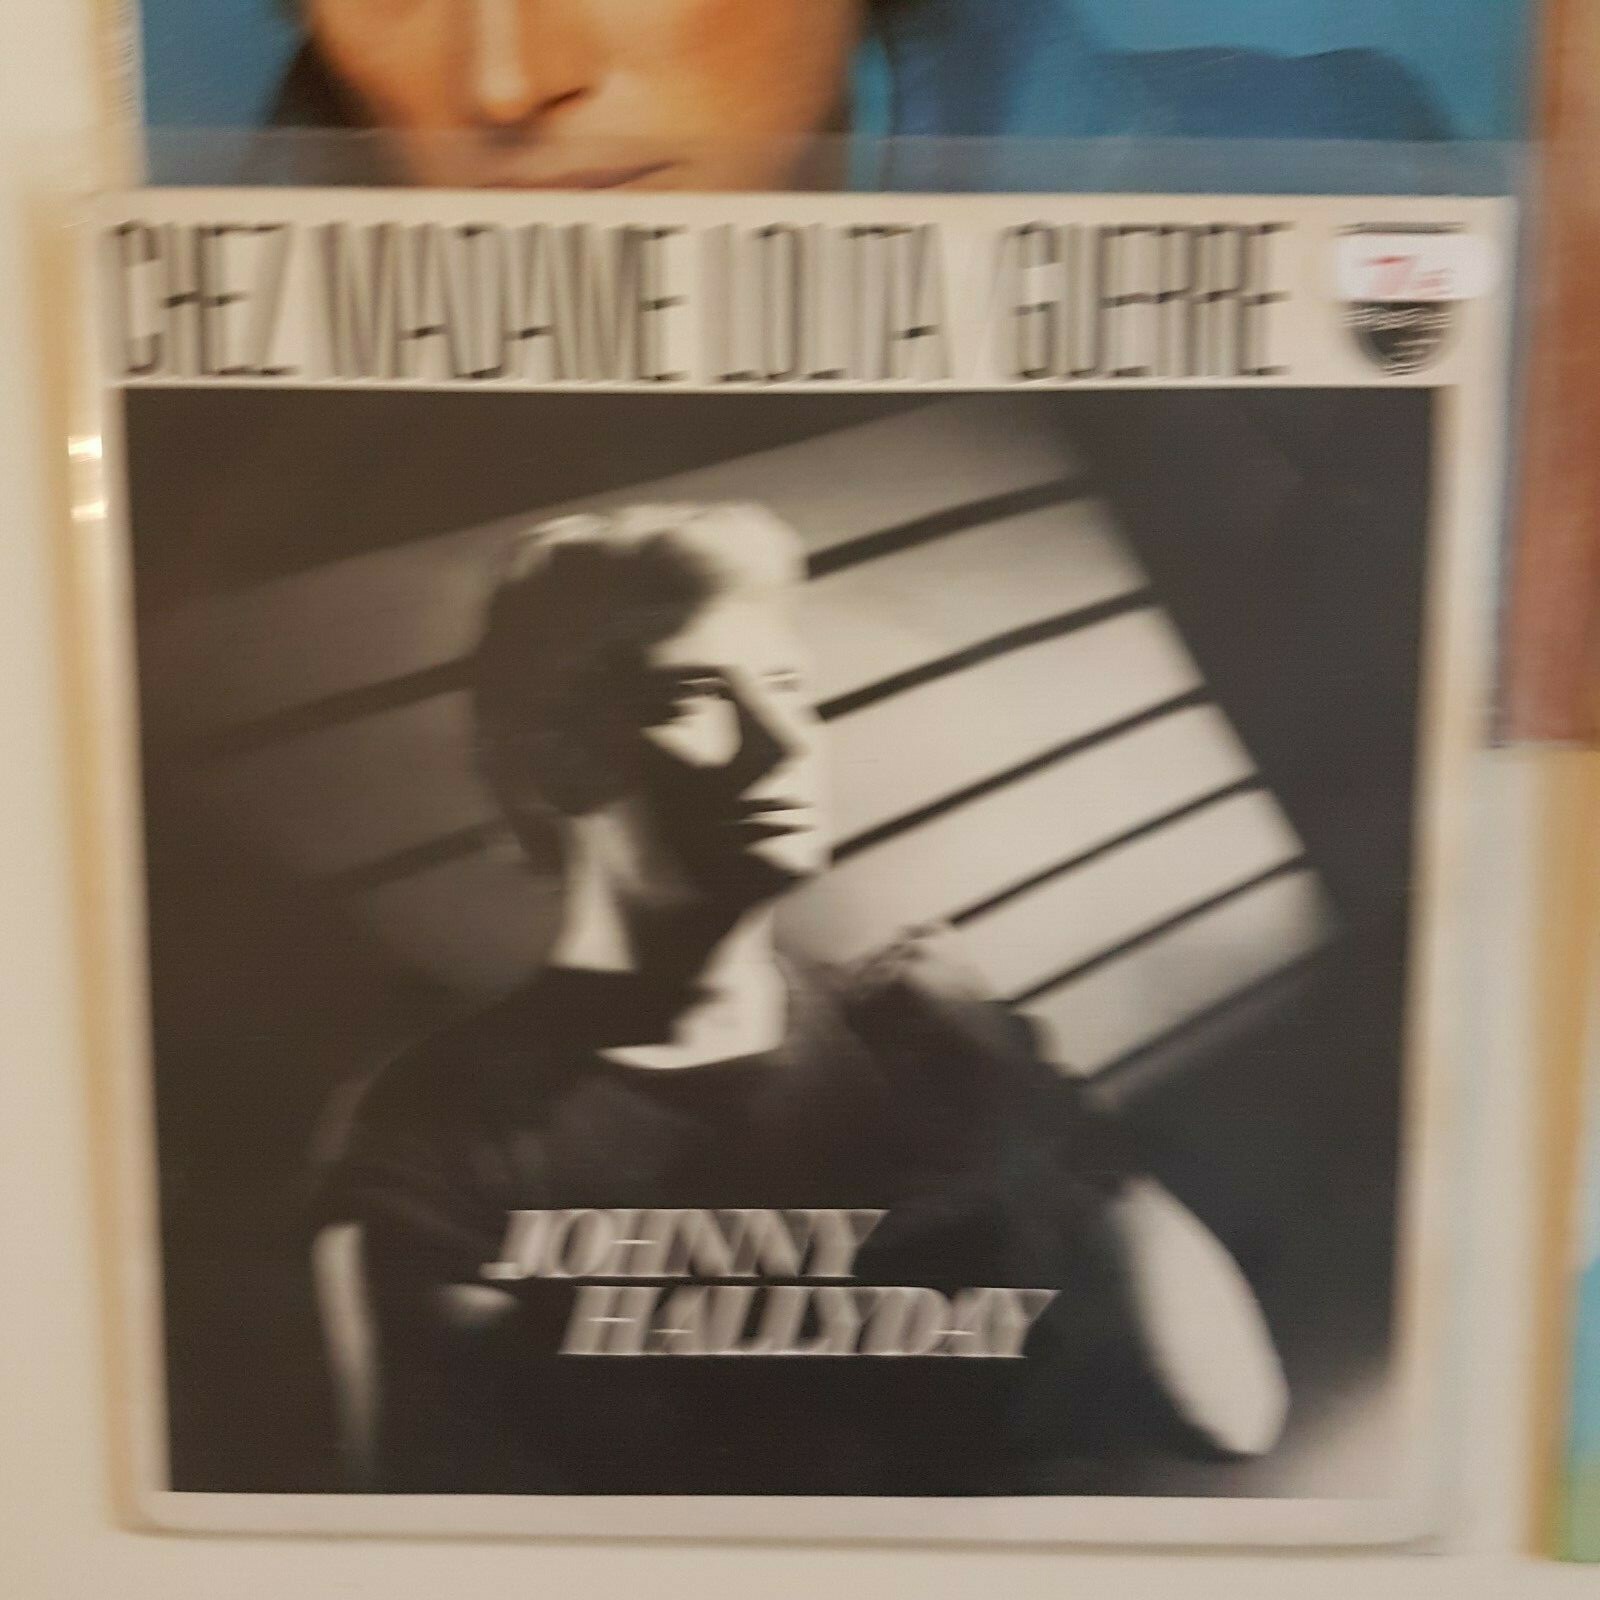 CHEZ MADAME LOLITA / GUERRE
JOHNNY
HALLYDAY